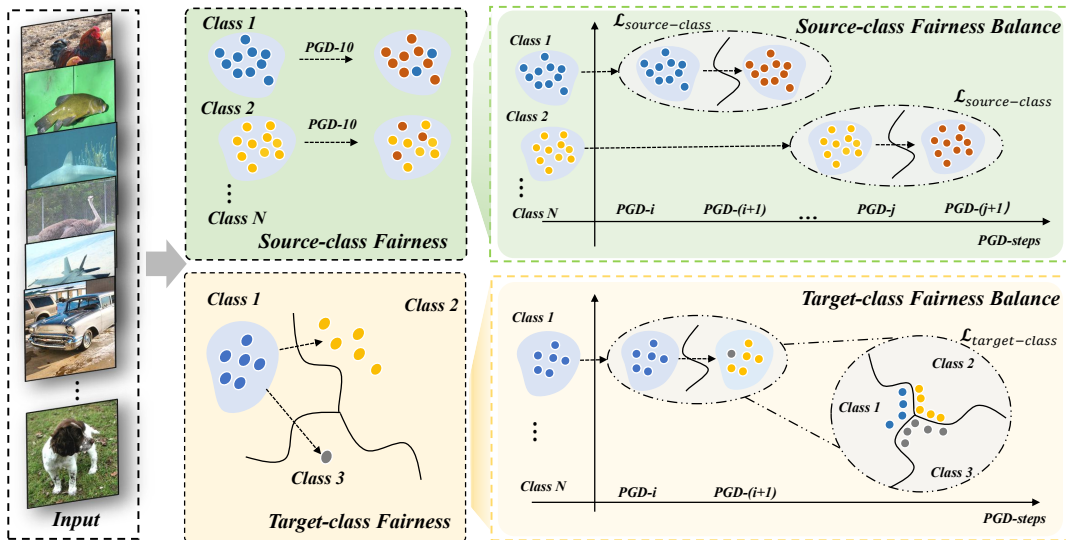 Input
Class 1
PGD-10
Class 2
PGD-10
Class N
Source-class Fairness
Class 1
Class 2
Class 3
Target-class Fairness
Source-class Fairness Balance
ℒsource−class
Class 1
ℒsource−class
Class 2
Class N
PGD-i
PGD-(i+1)
...
PGD-j
PGD-(j+1)
PGD-steps
Target-class Fairness Balance
Class 1
ℒtarget−class
Class 2
Class 1
Class 3
Class N
PGD-i
PGD-(i+1)
PGD-steps